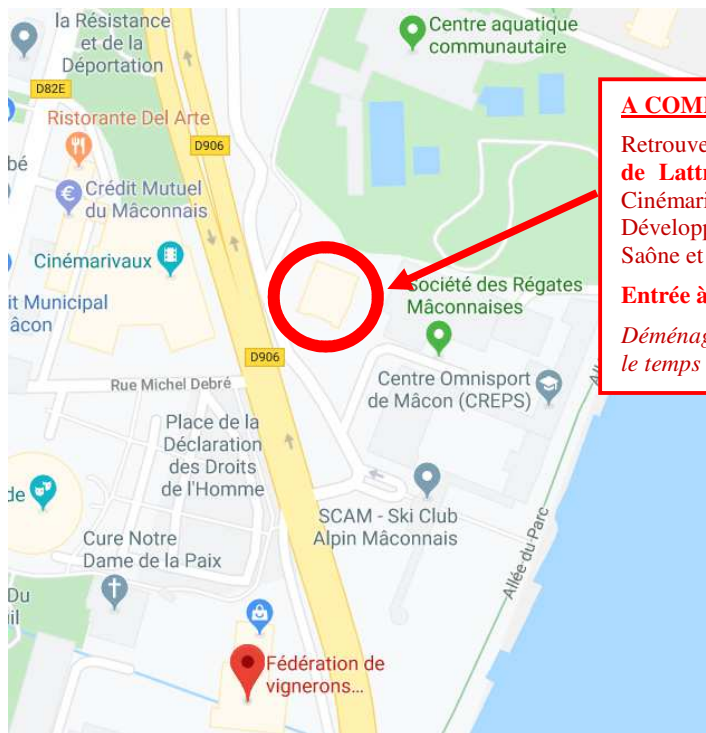 la Résistance
et de la
Déportation
Centre aquatique
communautaire
D82E
Ristorante Del Arte
D906
bé
Crédit Mutuel
du Mâconnais
Cinémarivaux
it Municipal
âcon
A COM
Retrouve
de Lattr
Cinémari
Développ
Saône et
Entrée à
Déménag
le temps
Société des Régates
Mâconnaises
D906
Rue Michel Debré
Centre Omnisport
de Mâcon (CREPS)
Place de la
Déclaration
des Droits
de l'Homme
de
SCAM - Ski Club
Alpin Mâconnais
Cure Notre
Dame de la Paix
Allée du Parc
Du
il
Fédération de
vignerons...